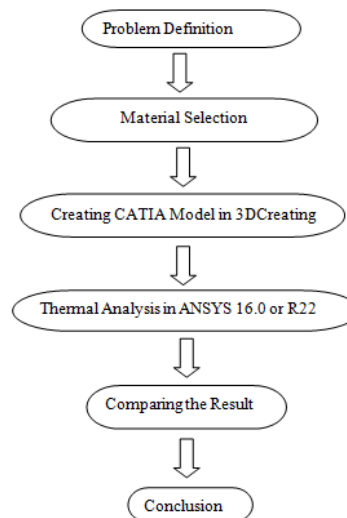 Problem Definition
Material Selection
Creating CATIA Model in 3DCreating
Thermal Analysis in ANSYS 16.0 or R22
Comparing the Result
Conclusion